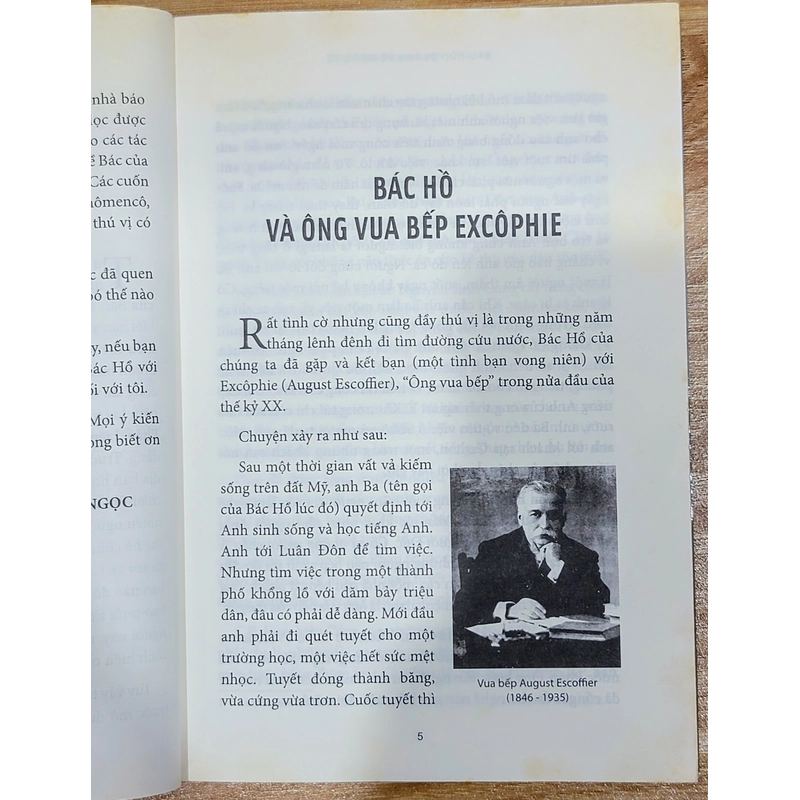 nhà báo
ọc được
o các tác
ề Bác của
Các cuốn
ômencô,
thú vị có
c đã quen
bó thế nào
y, nếu bạn
Bác Hồ với
ối với tôi.
Mọi ý kiến
ong biết ơn
NGỌC
BÁC HỒ
VÀ ÔNG VUA BẾP EXCÔPHIE
Rất tình cờ nhưng cũng đầy thú vị là trong những năm
tháng lênh đênh đi tìm đường cứu nước, Bác Hồ của
chúng ta đã gặp và kết bạn (một tình bạn vong niên) với
Excôphie (August Escoffier), “Ông vua bếp” trong nửa đầu của
thế kỷ XX.
Chuyện xảy ra như sau:
Sau một thời gian vất vả kiếm
sống trên đất Mỹ, anh Ba (tên gọi
của Bác Hồ lúc đó) quyết định tới
Anh sinh sống và học tiếng Anh.
Anh tới Luân Đôn để tìm việc.
Nhưng tìm việc trong một thành
phố khổng lồ với dăm bảy triệu
dân, đâu có phải dễ dàng. Mới đầu
anh phải đi quét tuyết cho một
trường học, một việc hết sức mệt
nhọc. Tuyết đóng thành băng,
vừa cứng vừa trơn. Cuốc tuyết thì
Vua bếp August Escoffier
(1846 - 1935)
5